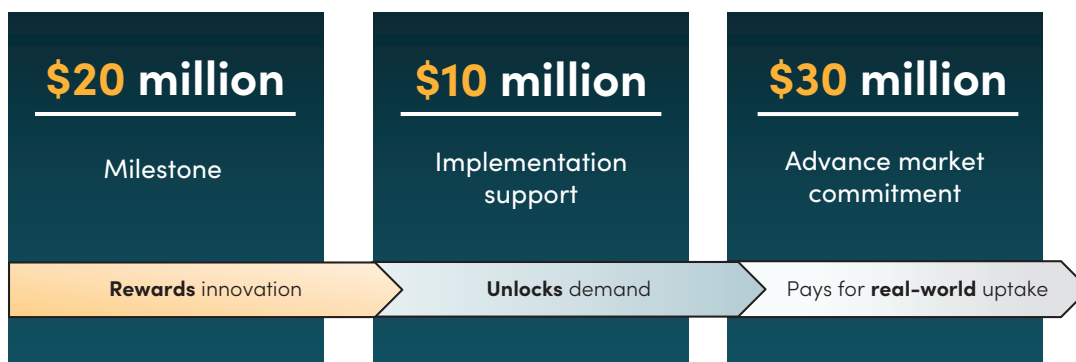 $20 million
Milestone
Rewards innovation
$10 million
Implementation
support
Unlocks demand
$30 million
Advance market
commitment
Pays for real-world uptake